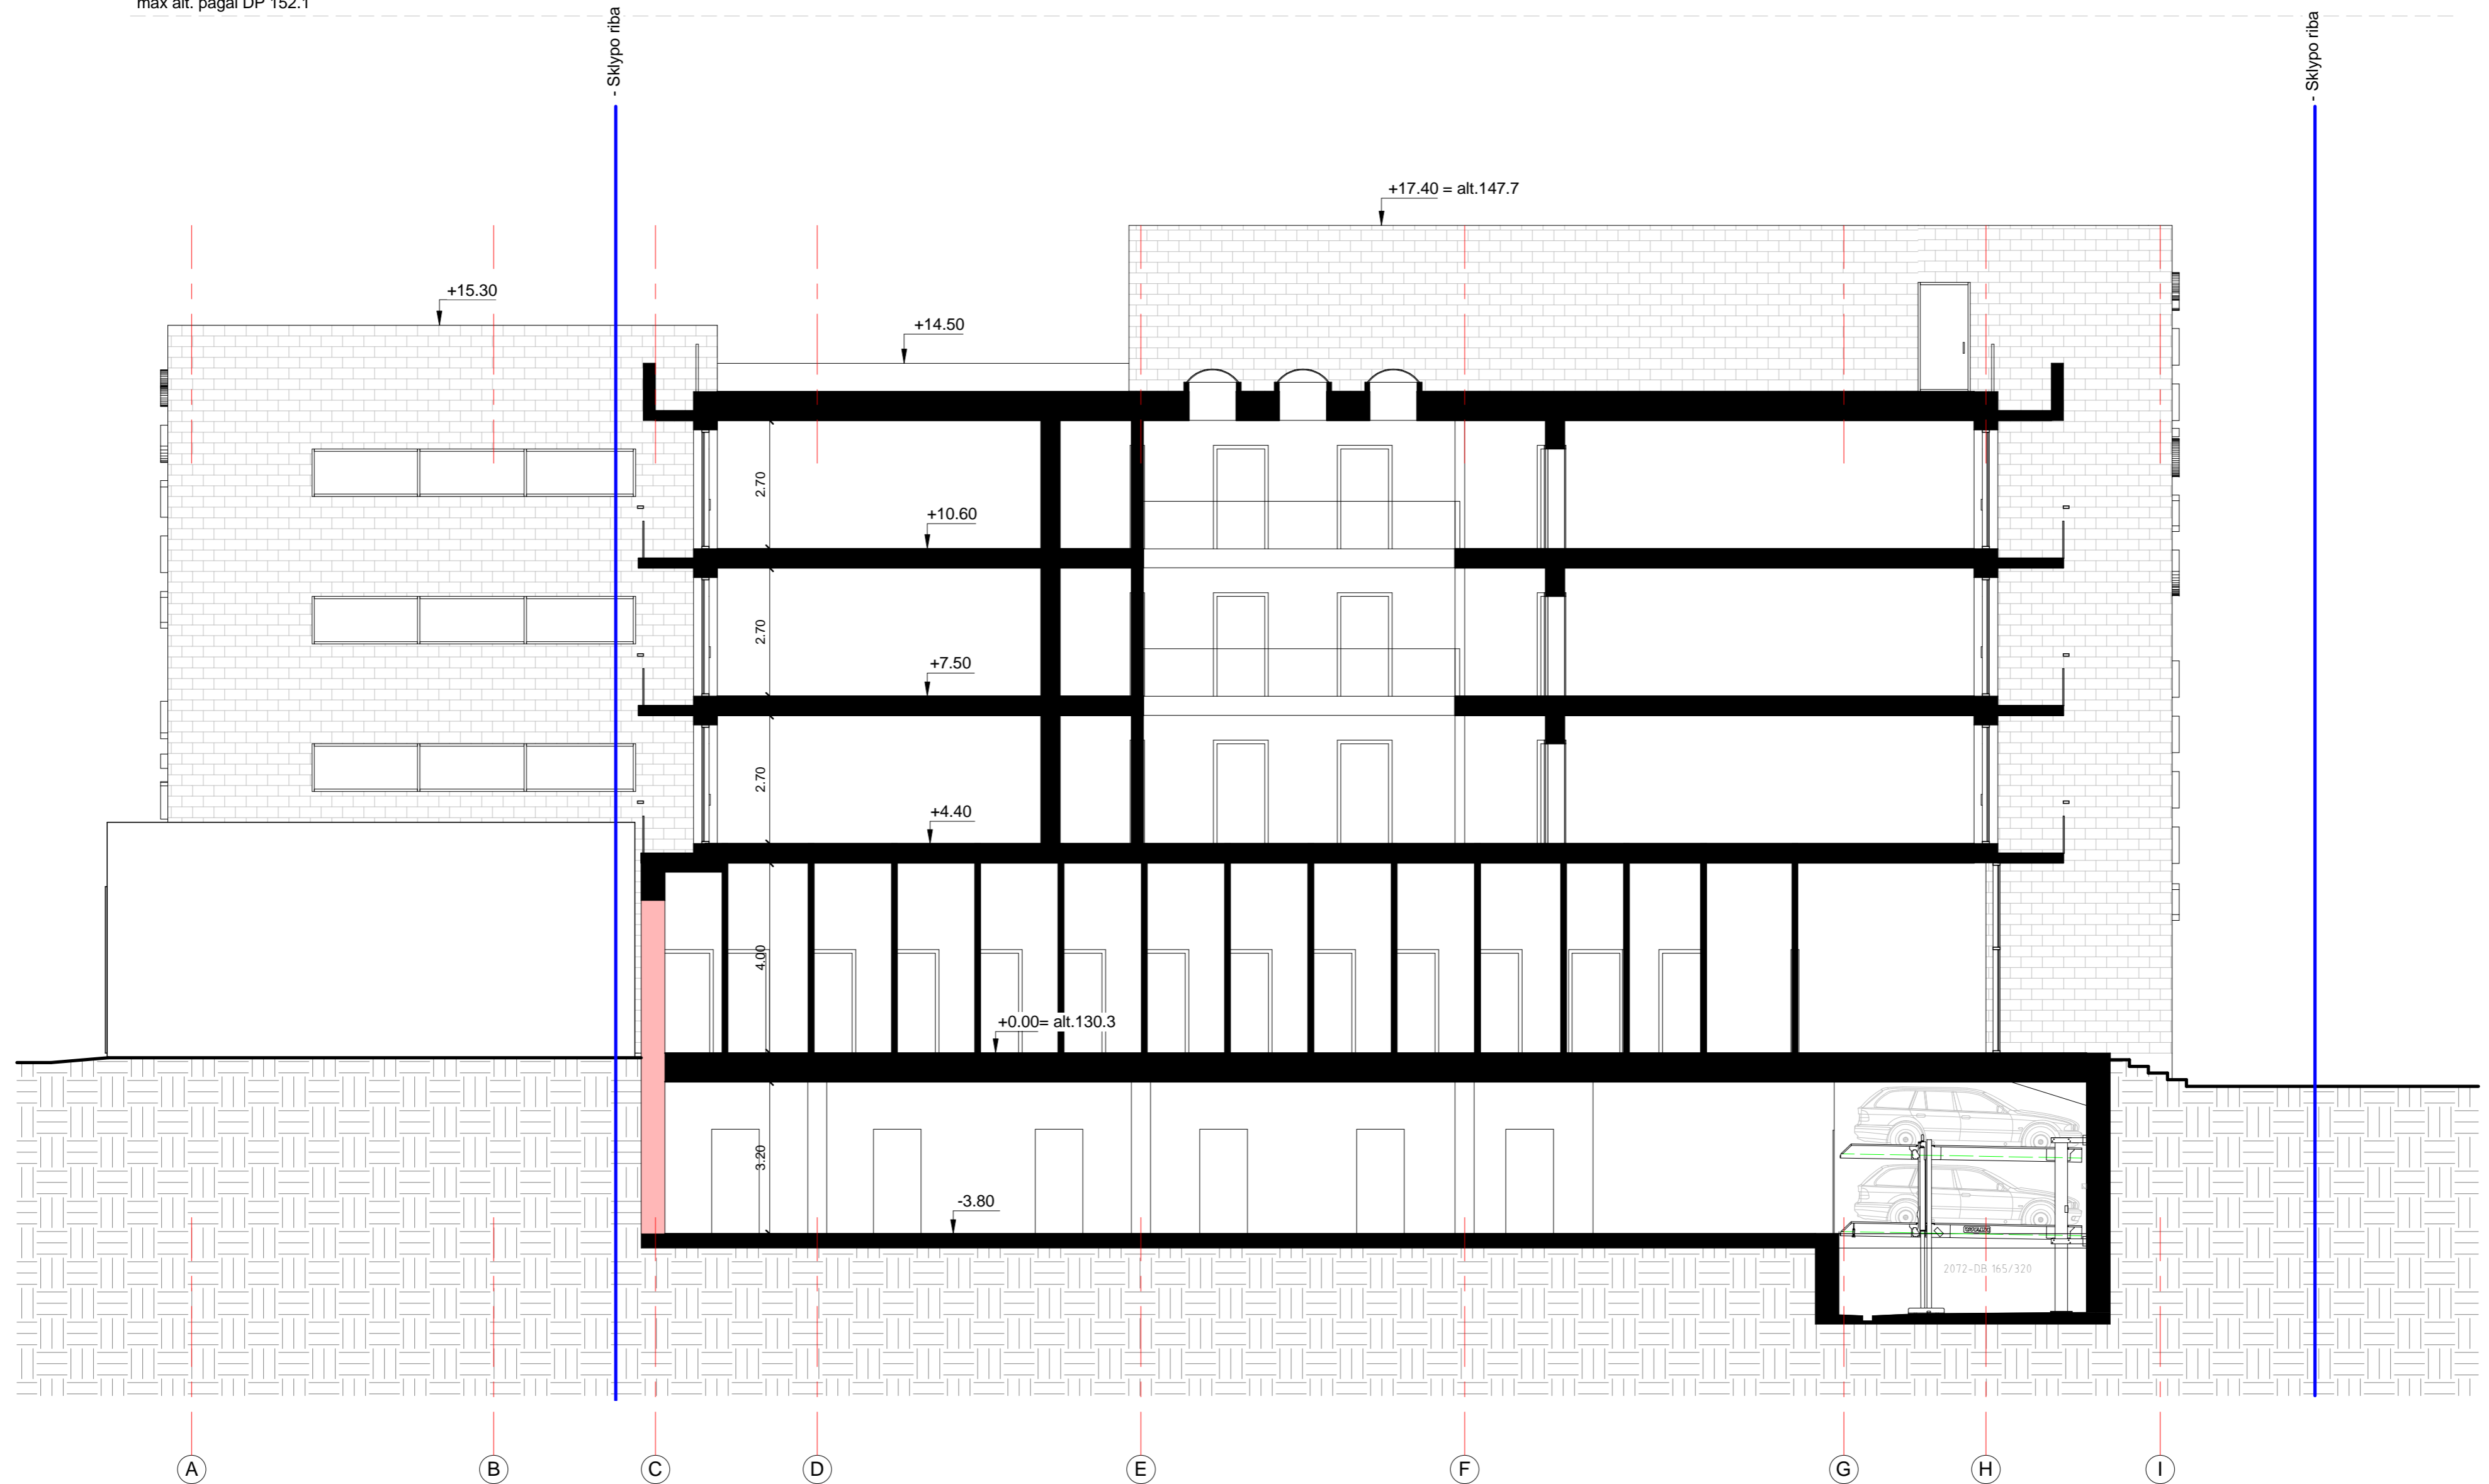 max alt. pagal DP 152.1
- Sklypo riba
- Sklypo riba
+17.40 = alt.147.7
+15.30
+14.50
2.70
+10.60
2.70
+7.50
2.70
+4.40
4.00
+0.00= alt.130.3
3.20
-3.80
2072-DB 165/320
A
B
C
D
E
F
G
H
I